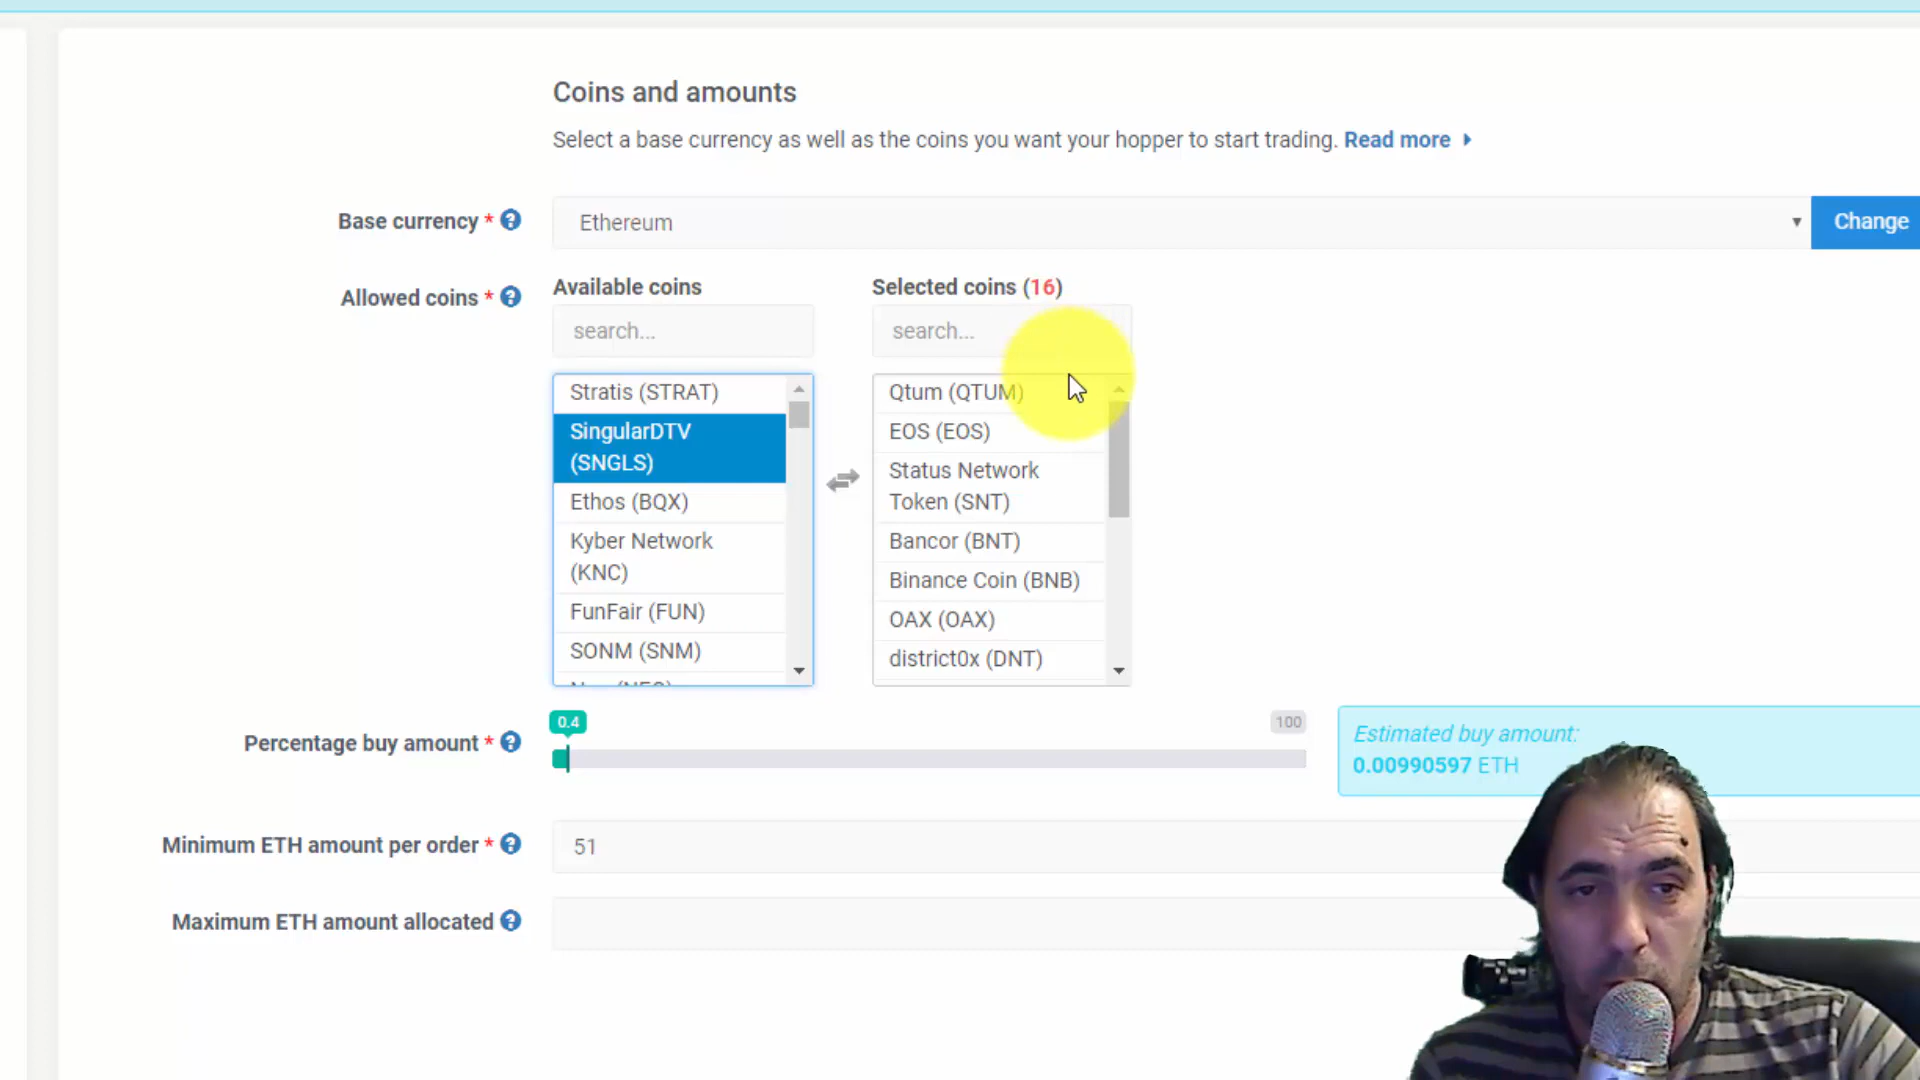 Coins and amounts
Select a base currency as well as the coins you want your hopper to start trading. Read more
Base currency *
Ethereum
Change
Allowed coins *
Available coins
Selected coins (16)
search...
search...
Stratis (STRAT)
SingularDTV
(SNGLS)
Ethos (BQX)
Kyber Network
(KNC)
FunFair (FUN)
SONM (SNM)
Qtum (QTUM)
EOS (EOS)
Status Network
Token (SNT)
Bancor (BNT)
Binance Coin (BNB)
OAX (OAX)
district0x (DNT)
Percentage buy amount *
0.4
100
Estimated buy amount:
0.00990597 ETH
Minimum ETH amount per order *
51
Maximum ETH amount allocated